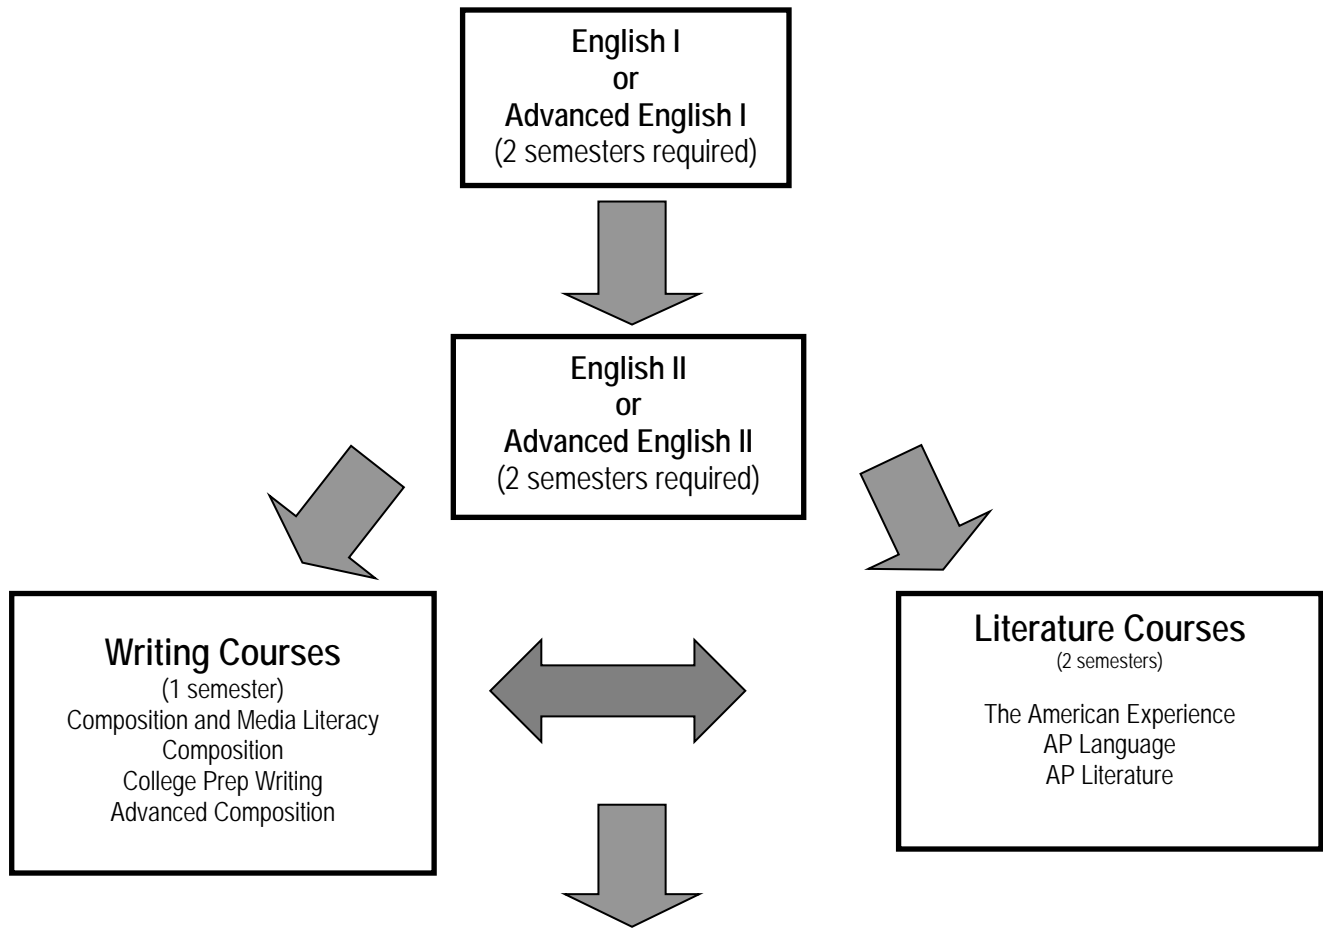 English I
or
Advanced English I
(2 semesters required)
English II
or
Advanced English II
(2 semesters required)
Writing Courses
(1 semester)
Composition and Media Literacy
Composition
College Prep Writing
Advanced Composition
Literature Courses
(2 semesters)
The American Experience
AP Language
AP Literature